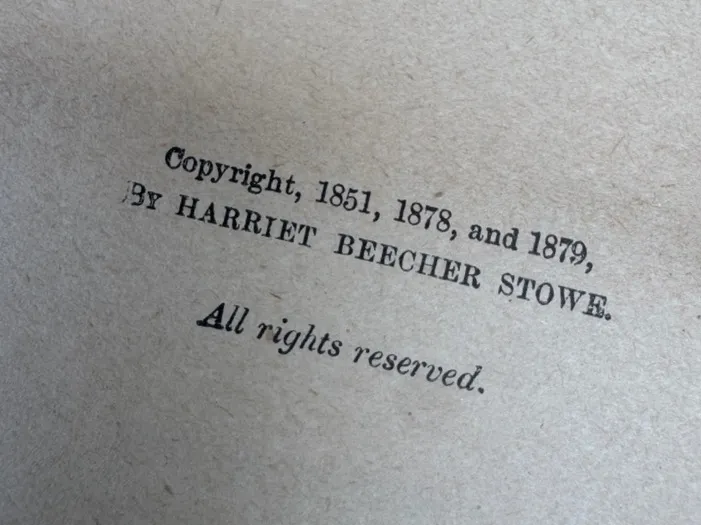 Copyright, 1851, 1878, and 1879,
By HARRIET BEECHER STOWE.
All rights reserved.